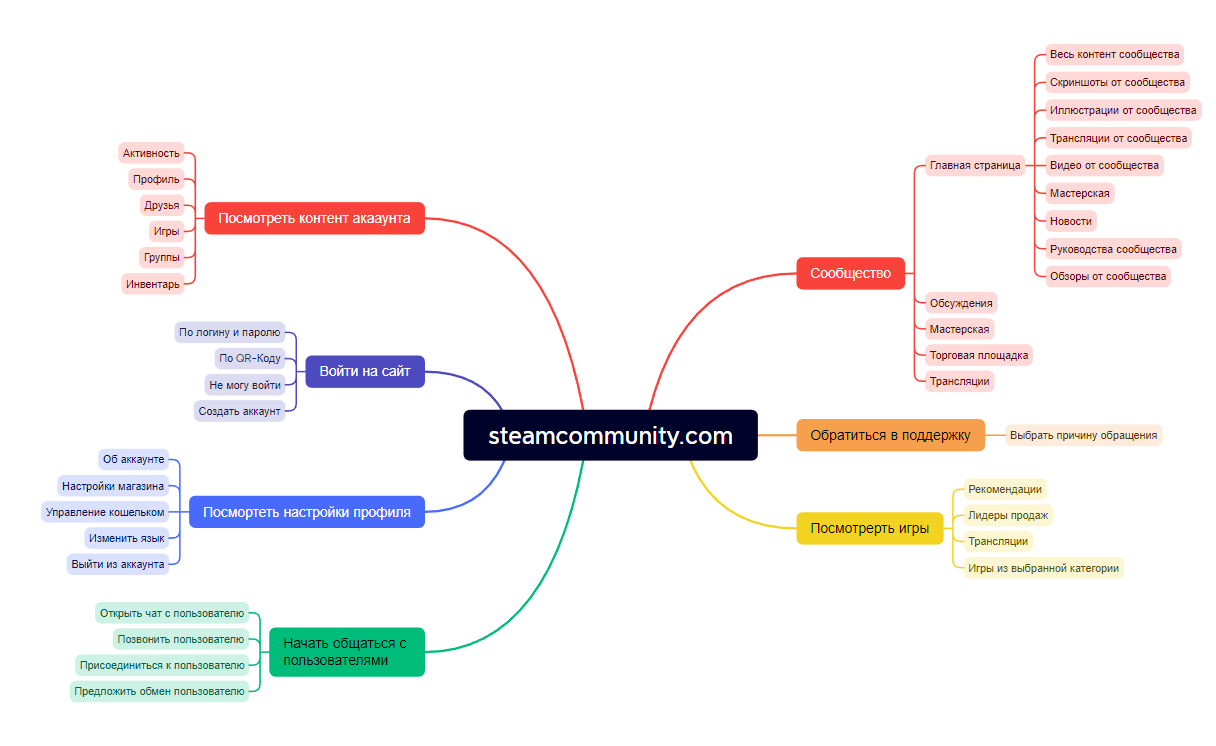 steamcommunity.com
Посмотреть контент акааунта
Активность
Профиль
Друзья
Игры
Группы
Инвентарь
Войти на сайт
По логину и паролю
По QR-Коду
Не могу войти
Создать аккаунт
Посмортеть настройки профиля
Об аккаунте
Настройки магазина
Управление кошельком
Изменить язык
Выйти из аккаунта
Начать общаться с
пользователями
Открыть чат с пользователю
Позвонить пользователю
Присоединиться к пользователю
Предложить обмен пользователю
Сообщество
Главная страница
Весь контент сообщества
Скриншоты от сообщества
Иллюстрации от сообщества
Трансляции от сообщества
Видео от сообщества
Мастерская
Новости
Руководства сообщества
Обзоры от сообщества
Обсуждения
Мастерская
Торговая площадка
Трансляции
Обратиться в поддержку
Выбрать причину обращения
Посмотрерть игры
Рекомендации
Лидеры продаж
Трансляции
Игры из выбранной категории